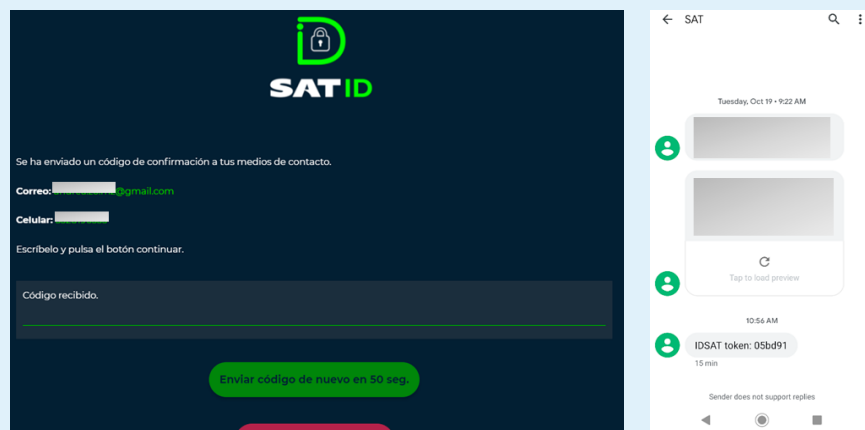 SAT ID
Se ha enviado un código de confirmación a tus medios de contacto.
Correo: @gmail.com
Celular:
Escríbelo y pulsa el botón continuar.
Código recibido.
Enviar código de nuevo en 50 seg.
SAT
Tuesday, Oct 19 • 9:22 AM
Tap to load preview
10:56 AM
IDSAT token: 05bd91
15 min
Sender does not support replies